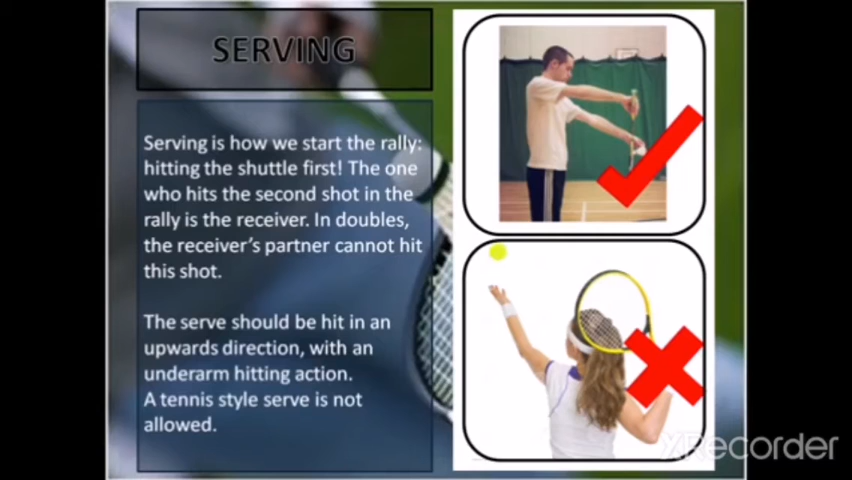 SERVING
Serving is how we start the rally:
hitting the shuttle first! The one
who hits the second shot in the
rally is the receiver. In doubles,
the receiver's partner cannot hit
this shot.
The serve should be hit in an
upwards direction, with an
underarm hitting action.
A tennis style serve is not
allowed.
XRecorder